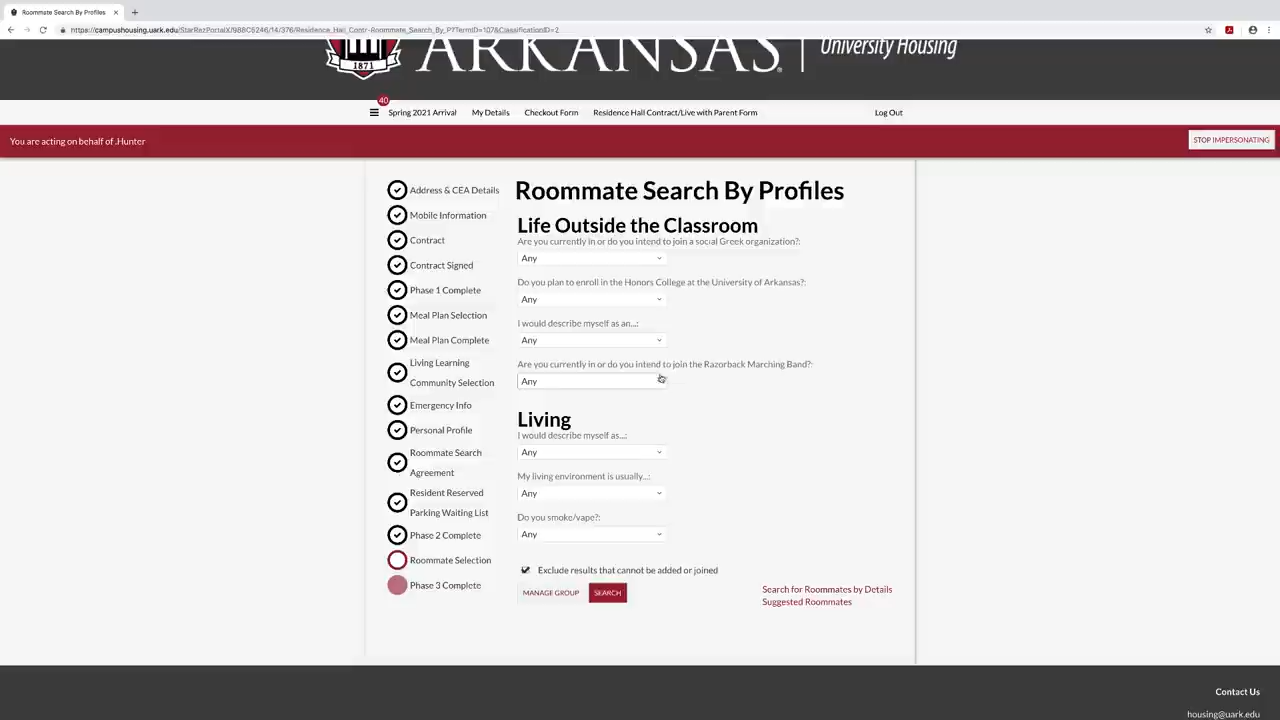 Roommate Search By Profiles
https://campushousing.uark.edu/StarRezPortalX/
ARKANSAS
University Housing
1871
40
Spring 2021 Arrival
My Details
Checkout Form
Residence Hall Contract/Live with Parent Form
Log Out
You are acting on behalf of .Hunter
STOP IMPERSONATING
Address & CEA Details
Mobile Information
Contract
Contract Signed
Phase 1 Complete
Meal Plan Selection
Meal Plan Complete
Living Learning
Community Selection
Emergency Info
Personal Profile
Roommate Search
Agreement
Resident Reserved
Parking Waiting List
Phase 2 Complete
Roommate Selection
Phase 3 Complete
Roommate Search By Profiles
Life Outside the Classroom
Are you currently in or do you intend to join a social Greek organization?:
Any
Do you plan to enroll in the Honors College at the University of Arkansas?:
Any
I would describe myself as an...:
Any
Are you currently in or do you intend to join the Razorback Marching Band?:
Any
Living
I would describe myself as...:
Any
My living environment is usually...:
Any
Do you smoke/vape?:
Any
Exclude results that cannot be added or joined
MANAGE GROUP
SEARCH
Search for Roommates by Details
Suggested Roommates
Contact Us
housing@uark.edu